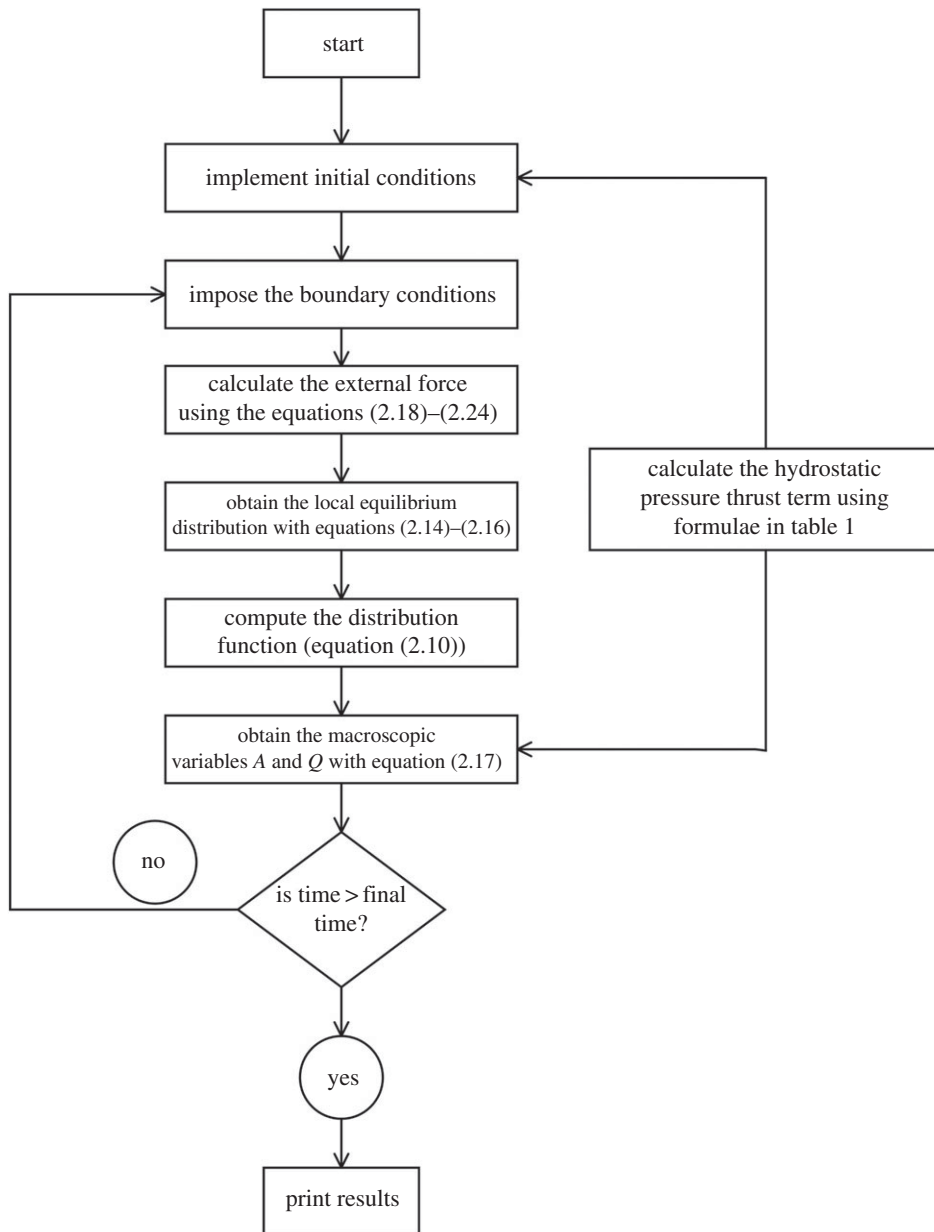 start
implement initial conditions
impose the boundary conditions
calculate the external force
using the equations (2.18)–(2.24)
obtain the local equilibrium
distribution with equations (2.14)–(2.16)
compute the distribution
function (equation (2.10))
obtain the macroscopic
variables A and Q with equation (2.17)
calculate the hydrostatic
pressure thrust term using
formulae in table 1
no
is time > final
time?
yes
print results